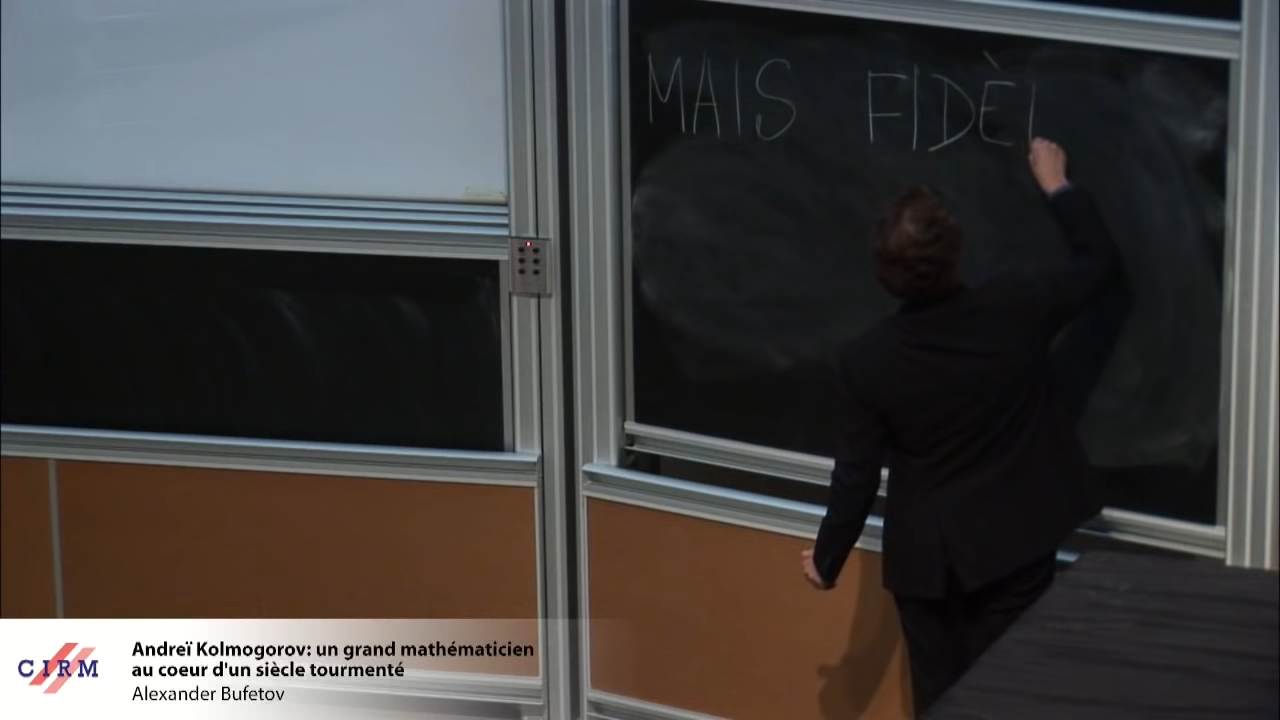 MAIS FIDÈL
CIRM
Andreï Kolmogorov: un grand mathématicien
au coeur d'un siècle tourmenté
Alexander Bufetov